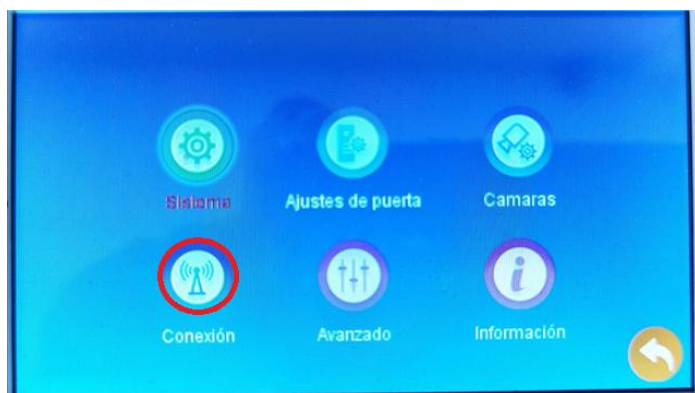 Sistema
Ajustes de puerta
Camaras
Conexión
Avanzado
Información